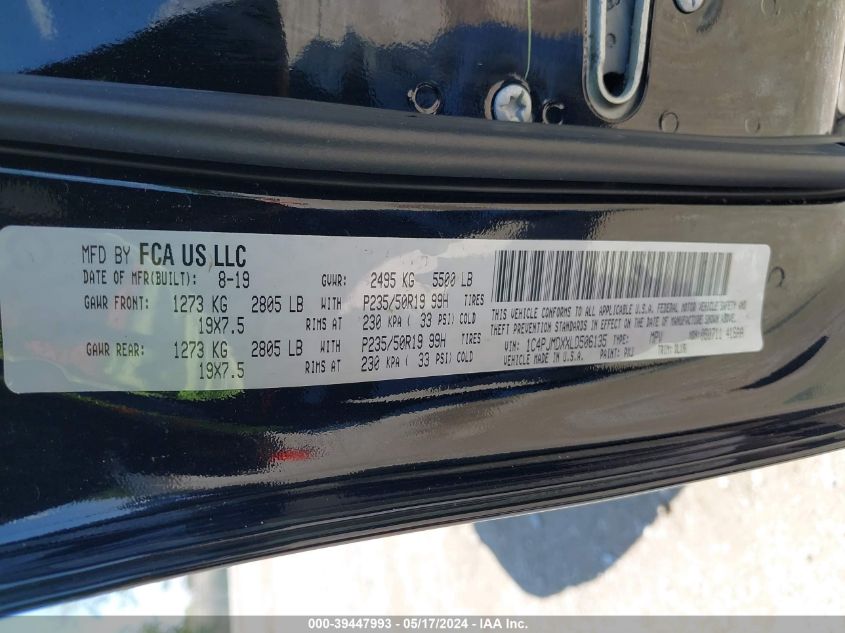 MFD BY FCA US LLC
DATE OF MFR(BUILT): 8-19 GVWR: 2495 KG 5500 LB
GAWR FRONT: 1273 KG 2805 LB WITH P235/50R19 99H TIRES
19X7.5 RIMS AT 230 KPA ( 33 PSI) COLD
GAWR REAR: 1273 KG 2805 LB WITH P235/50R19 99H TIRES
19X7.5 RIMS AT 230 KPA ( 33 PSI) COLD
THIS VEHICLE CONFORMS TO ALL APPLICABLE U.S.A. FEDERAL MOTOR VEHICLE SAFETY AND
THEFT PREVENTION STANDARDS IN EFFECT ON THE DATE OF MANUFACTURE SHOWN ABOVE.
VIN: 1C4PJMDXXLD506135 TYPE: MPV
PAINT: PXJ TRIM:
000-39447993 - 05/17/2024 - IAA Inc.